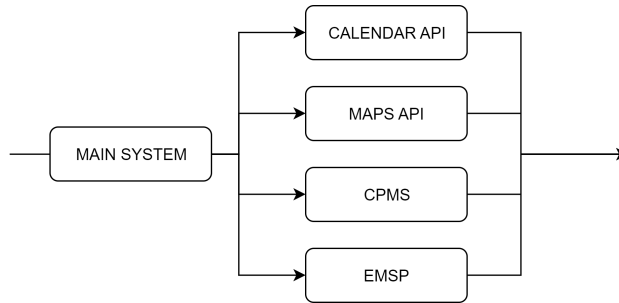 CALENDAR API
MAPS API
MAIN SYSTEM
CPMS
EMSP